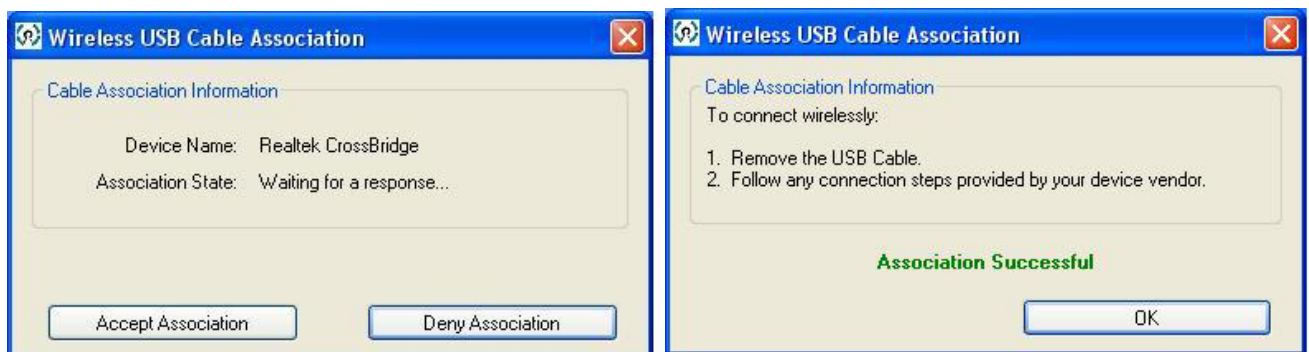 Wireless USB Cable Association
Cable Association Information
Device Name: Realtek CrossBridge
Association State: Waiting for a response...
Accept Association
Deny Association
Wireless USB Cable Association
Cable Association Information
To connect wirelessly:
1. Remove the USB Cable.
2. Follow any connection steps provided by your device vendor.
Association Successful
OK